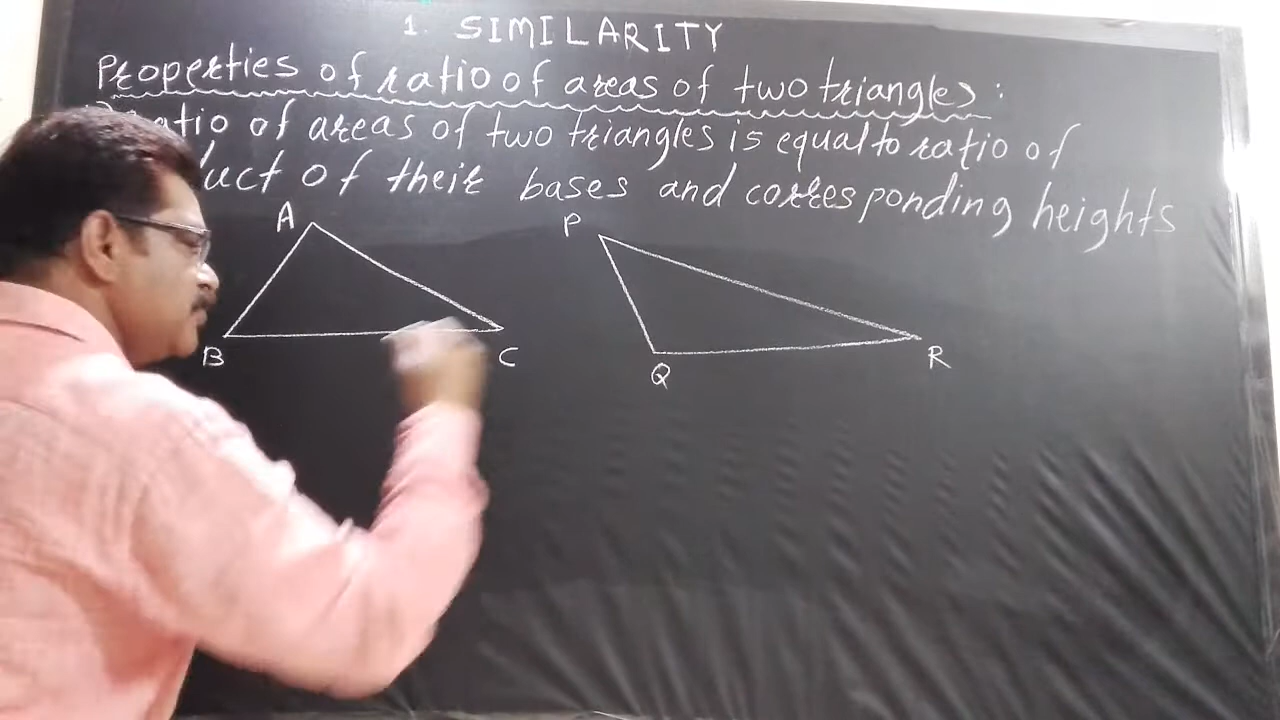 1. SIMILARITY
Properties of ratio of areas of two triangles:
of areas of two triangles is equal to ratio of
of their bases and corresponding heights
A P
B C Q R